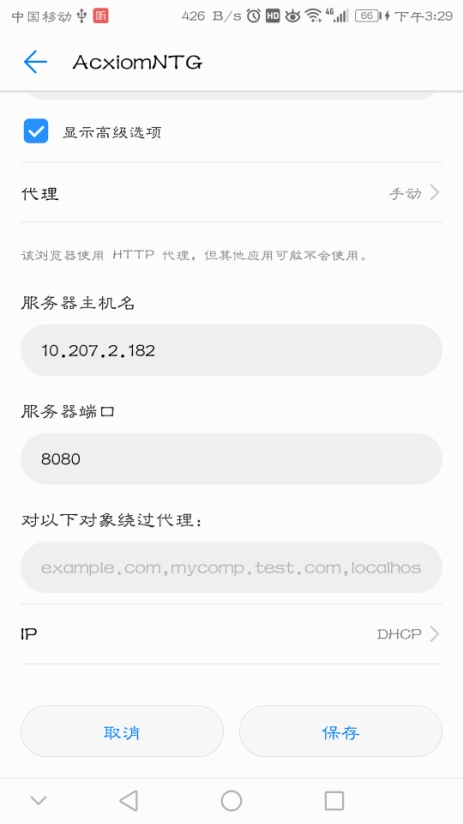 中国移动 听 426 B/s HD 4G 66 下午3:29
AcxiomNTG
显示高级选项
代理 手动
该浏览器使用 HTTP 代理，但其他应用可能不会使用。
服务器主机名
10.207.2.182
服务器端口
8080
对以下对象绕过代理：
example.com,mycomp.test.com,localhos
IP DHCP
取消 保存